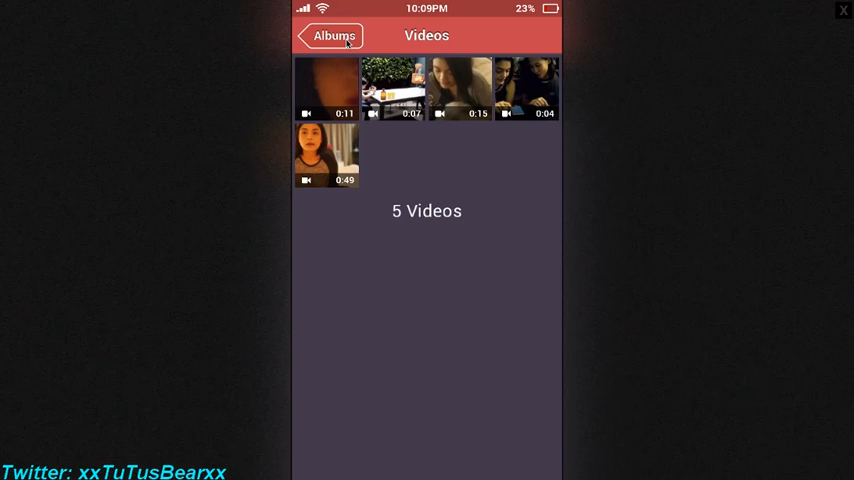 10:09PM 23% X
Albums Videos
0:11 0:07 0:15 0:04
0:49
5 Videos
Twitter: xxTuTusBearxx